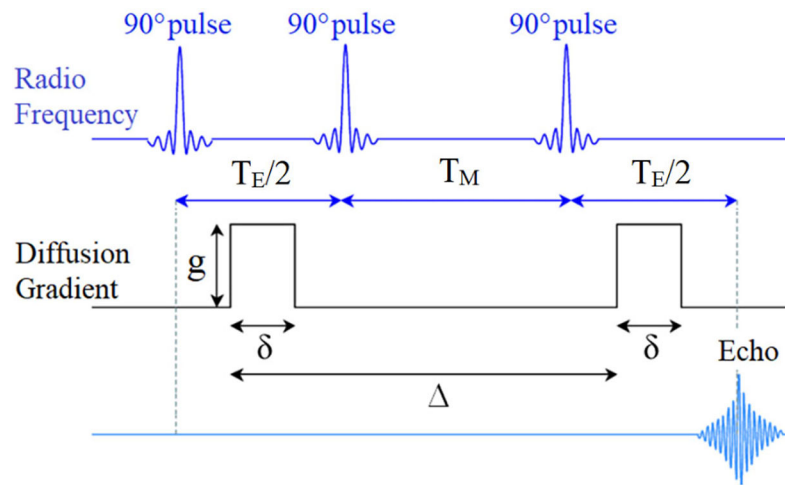 90° pulse 90° pulse 90° pulse
Radio
Frequency
T_E/2 T_M T_E/2
Diffusion
Gradient
g
δ δ
Echo
Δ